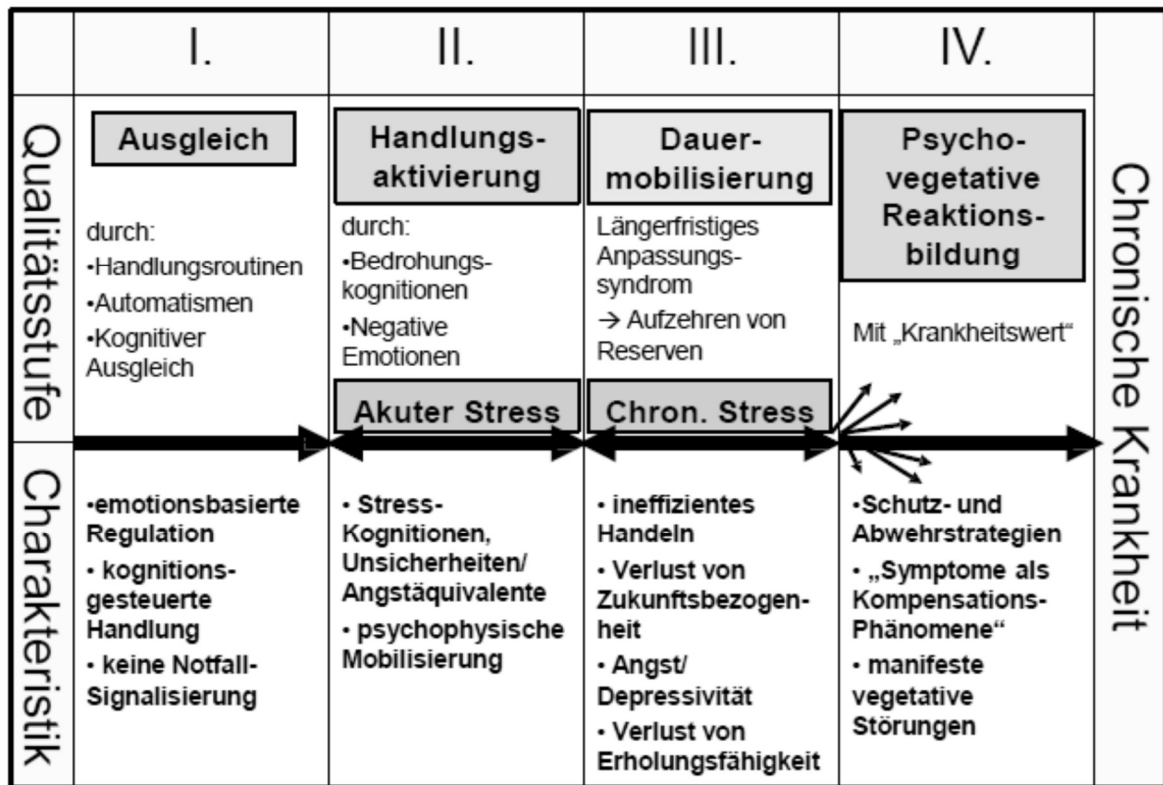 I.
II.
III.
IV.
Qualitätsstufe
Ausgleich
durch:
•Handlungsroutinen
•Automatismen
•Kognitiver
Ausgleich
Handlungs-
aktivierung
durch:
•Bedrohungs-
kognitionen
•Negative
Emotionen
Akuter Stress
Dauer-
mobilisierung
Längerfristiges
Anpassungs-
syndrom
→ Aufzehren von
Reserven
Chron. Stress
Psycho-
vegetative
Reaktions-
bildung
Mit „Krankheitswert“
Charakteristik
•emotionsbasierte
Regulation
• kognitions-
gesteuerte
Handlung
• keine Notfall-
Signalisierung
• Stress-
Kognitionen,
Unsicherheiten/
Angstäquivalente
• psychophysische
Mobilisierung
• ineffizientes
Handeln
• Verlust von
Zukunftsbezogen-
heit
• Angst/
Depressivität
• Verlust von
Erholungsfähigkeit
•Schutz- und
Abwehrstrategien
• „Symptome als
Kompensations-
Phänomene“
• manifeste
vegetative
Störungen
Chronische Krankheit